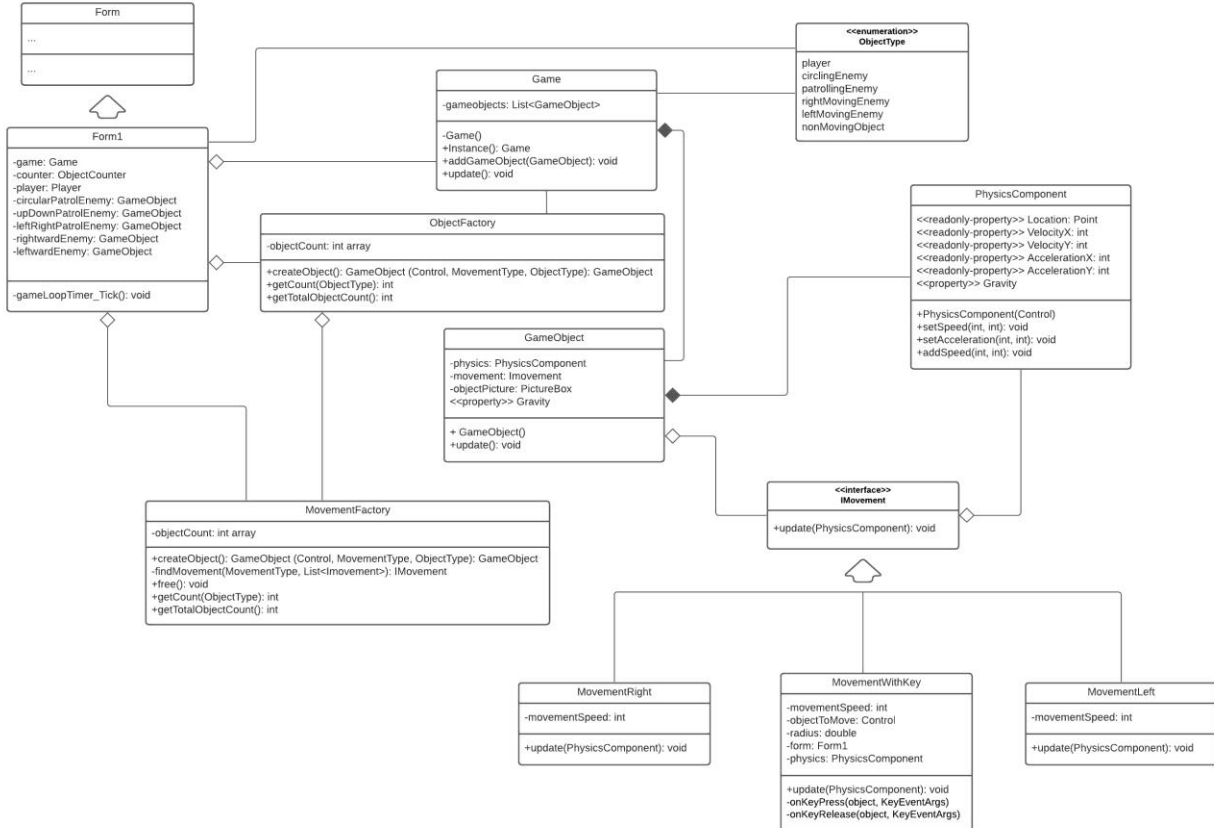 Form
...
...
<<enumeration>>
ObjectType
player
circlingEnemy
patrollingEnemy
rightMovingEnemy
leftMovingEnemy
nonMovingObject
Game
-gameobjects: List<GameObject>
-Game()
+Instance(): Game
+addGameObject(GameObject): void
+update(): void
Form1
-game: Game
-counter: ObjectCounter
-player: Player
-circularPatrolEnemy: GameObject
-upDownPatrolEnemy: GameObject
-leftRightPatrolEnemy: GameObject
-rightwardEnemy: GameObject
-leftwardEnemy: GameObject
-gameLoopTimer_Tick(): void
ObjectFactory
-objectCount: int array
+createObject(): GameObject (Control, MovementType, ObjectType): GameObject
+getCount(ObjectType): int
+getTotalObjectCount(): int
PhysicsComponent
<<readonly-property>> Location: Point
<<readonly-property>> VelocityX: int
<<readonly-property>> VelocityY: int
<<readonly-property>> AccelerationX: int
<<readonly-property>> AccelerationY: int
<<property>> Gravity
+PhysicsComponent(Control)
+setSpeed(int, int): void
+setAcceleration(int, int): void
+addSpeed(int, int): void
GameObject
-physics: PhysicsComponent
-movement: Imovement
-objectPicture: PictureBox
<<property>> Gravity
+ GameObject()
+update(): void
<<interface>>
IMovement
+update(PhysicsComponent): void
MovementFactory
-objectCount: int array
+createObject(): GameObject (Control, MovementType, ObjectType): GameObject
-findMovement(MovementType, List<Imovement>): IMovement
+free(): void
+getCount(ObjectType): int
+getTotalObjectCount(): int
MovementRight
-movementSpeed: int
+update(PhysicsComponent): void
MovementWithKey
-movementSpeed: int
-objectToMove: Control
-radius: double
-form: Form1
-physics: PhysicsComponent
+update(PhysicsComponent): void
-onKeyPress(object, KeyEventArgs)
-onKeyRelease(object, KeyEventArgs)
MovementLeft
-movementSpeed: int
+update(PhysicsComponent): void